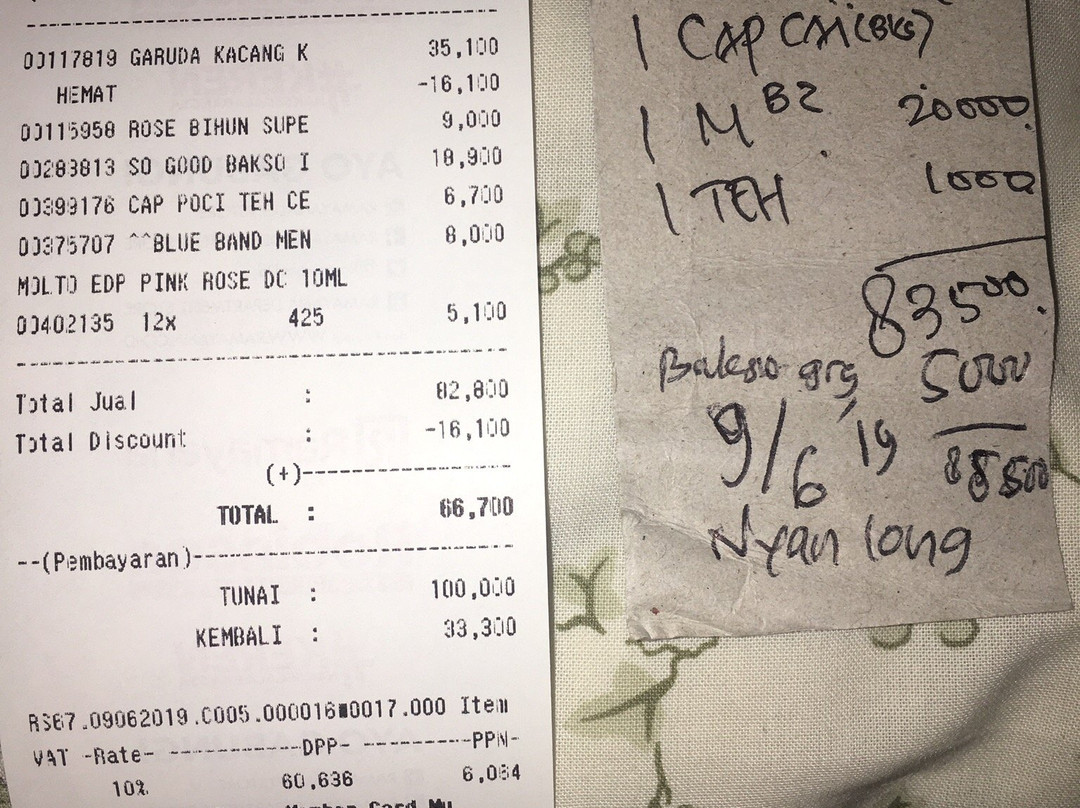 00117819 GARUDA KACANG K 35,100
HEMAT -16,100
00115958 ROSE BIHUN SUPE 9,000
00283813 SO GOOD BAKSO I 18,900
00399176 CAP POCI TEH CE 6,700
00375707 ^^BLUE BAND MEN 8,000
MOLTO EDP PINK ROSE DC 10ML
00402135 12x 425 5,100
Total Jual : 82,800
Total Discount : -16,100
(+)
TOTAL : 66,700
--(Pembayaran)--
TUNAI : 100,000
KEMBALI : 33,300
RS67.09062019.C005.000016■0017.000 Item
VAT -Rate- -DPP- -PPN-
10% 60,636 6,064
1 CAP CAI (BKS)
1 M B2 20000
1 TEH 1000
83500.
Bakso grg 5000
9/6 '19 88500
Nyan long